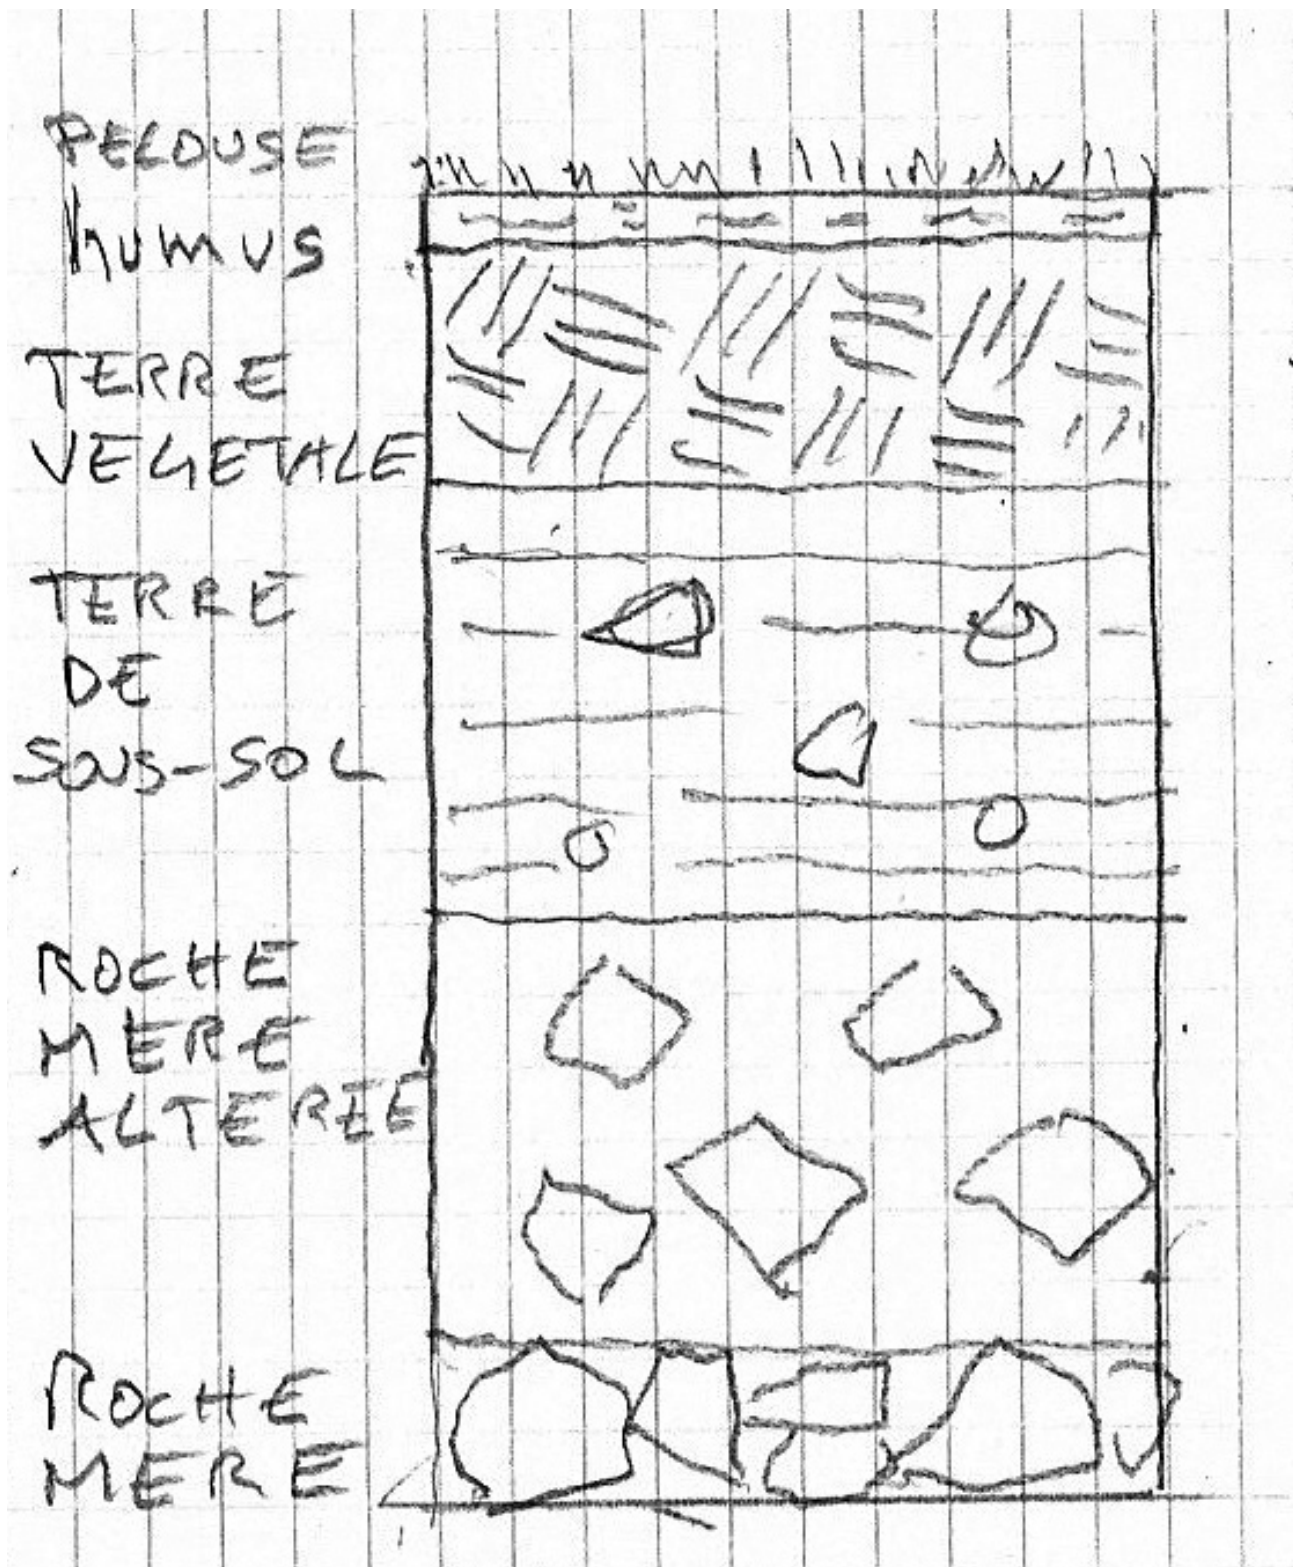 PELOUSE
humus
TERRE
VEGETALE
TERRE
DE
SOUS-SOL
ROCHE
MERE
ALTEREE
ROCHE
MERE